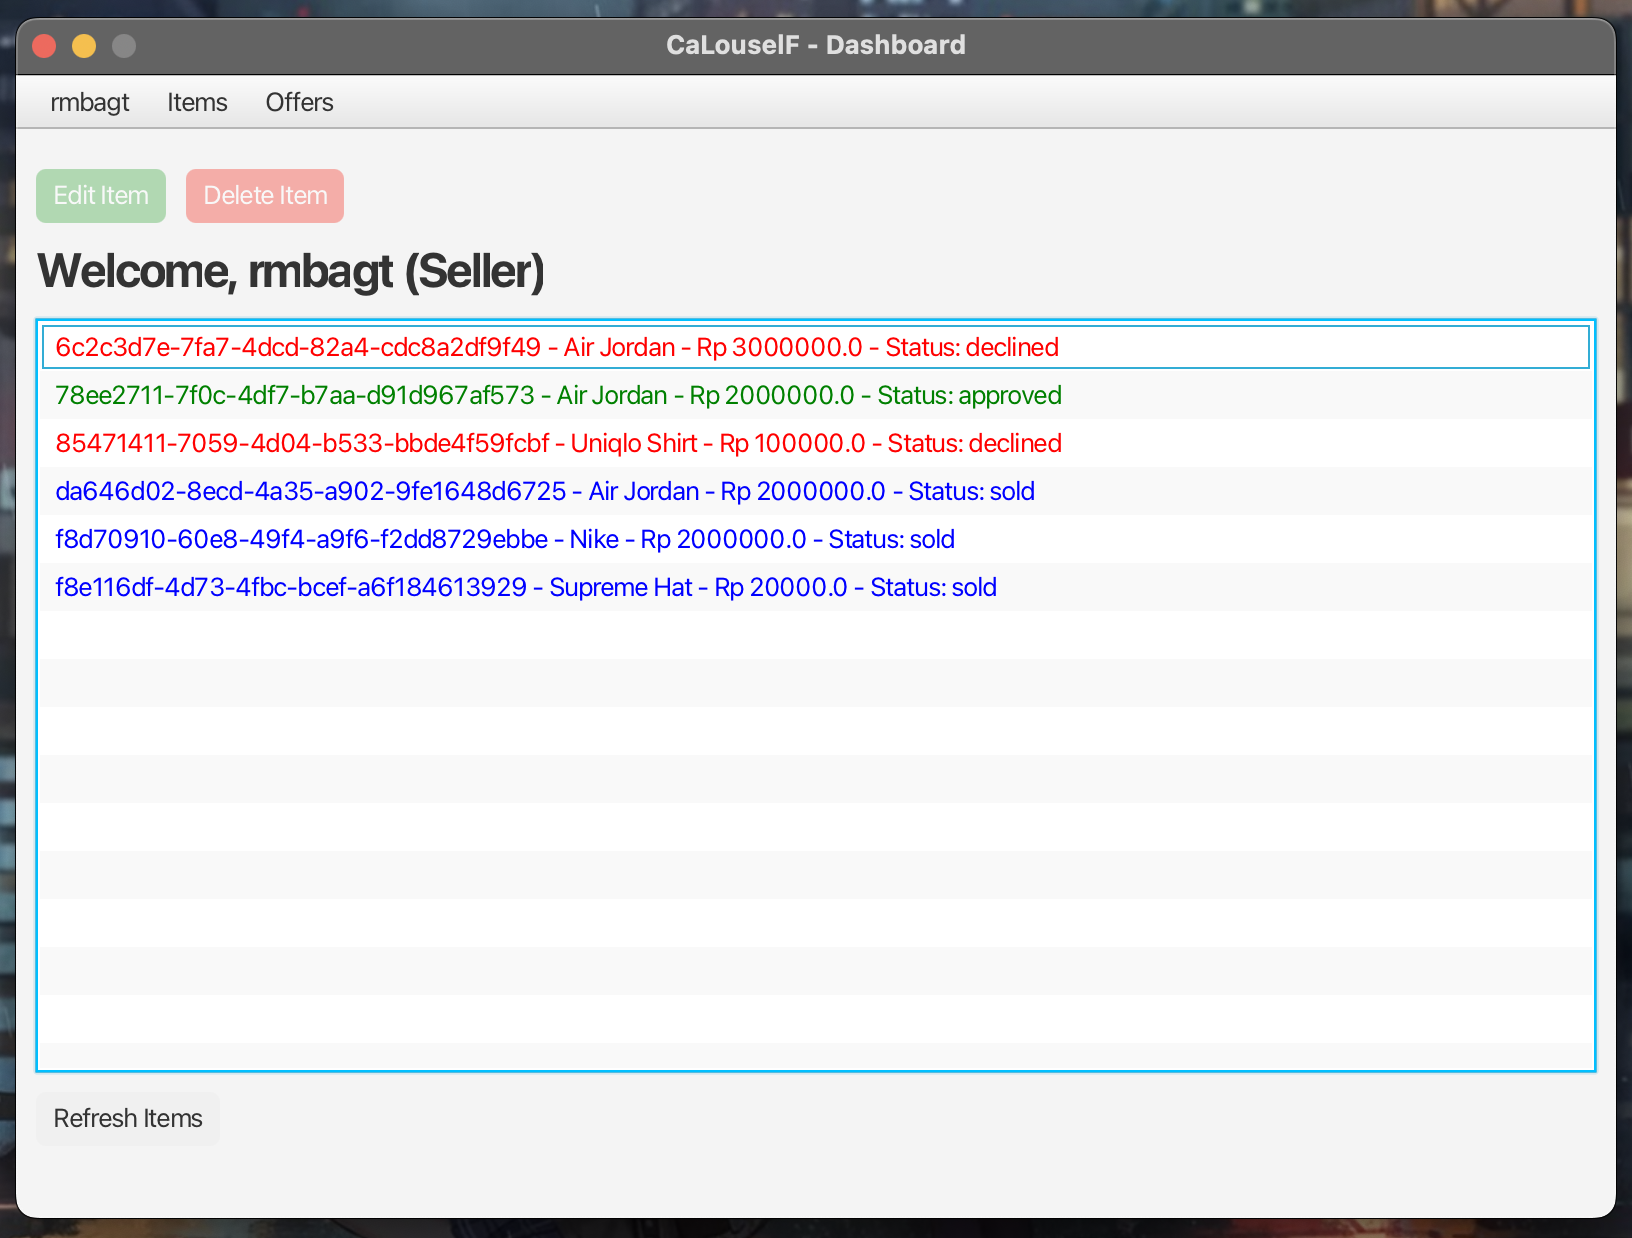 CaLouselF - Dashboard
rmbagt Items Offers
Edit Item Delete Item
Welcome, rmbagt (Seller)
6c2c3d7e-7fa7-4dcd-82a4-cdc8a2df9f49 - Air Jordan - Rp 3000000.0 - Status: declined
78ee2711-7f0c-4df7-b7aa-d91d967af573 - Air Jordan - Rp 2000000.0 - Status: approved
85471411-7059-4d04-b533-bbde4f59fcbf - Uniqlo Shirt - Rp 100000.0 - Status: declined
da646d02-8ecd-4a35-a902-9fe1648d6725 - Air Jordan - Rp 2000000.0 - Status: sold
f8d70910-60e8-49f4-a9f6-f2dd8729ebbe - Nike - Rp 2000000.0 - Status: sold
f8e116df-4d73-4fbc-bcef-a6f184613929 - Supreme Hat - Rp 20000.0 - Status: sold
Refresh Items